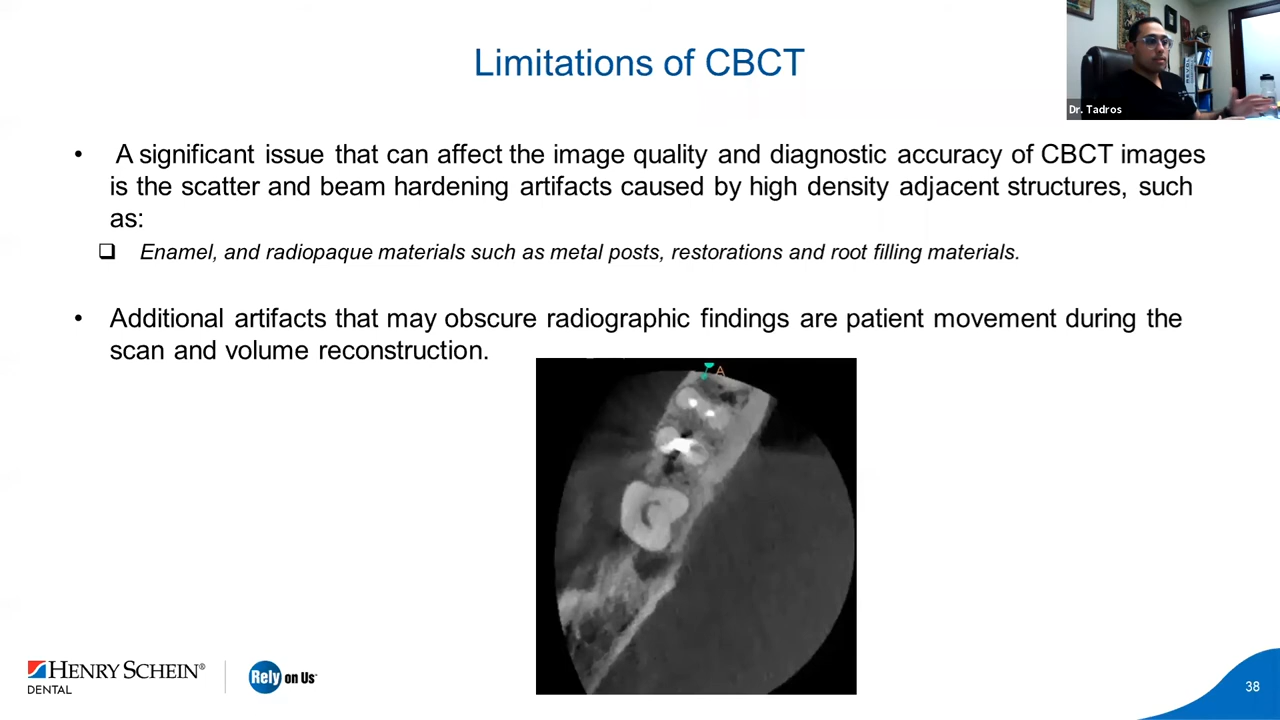 Limitations of CBCT
Dr. Tadros
• A significant issue that can affect the image quality and diagnostic accuracy of CBCT images
is the scatter and beam hardening artifacts caused by high density adjacent structures, such
as:
❑ Enamel, and radiopaque materials such as metal posts, restorations and root filling materials.
• Additional artifacts that may obscure radiographic findings are patient movement during the
scan and volume reconstruction.
A
HENRY SCHEIN®
DENTAL
Rely on Us®
38